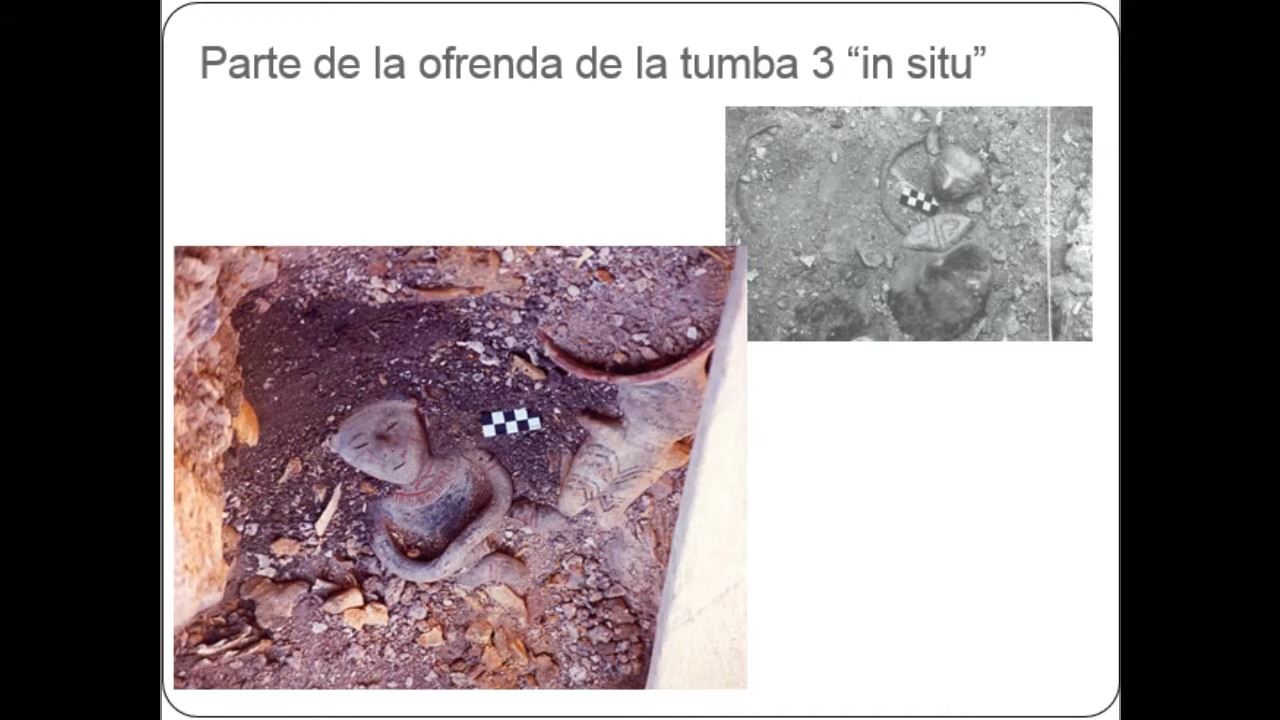 Parte de la ofrenda de la tumba 3 “in situ”